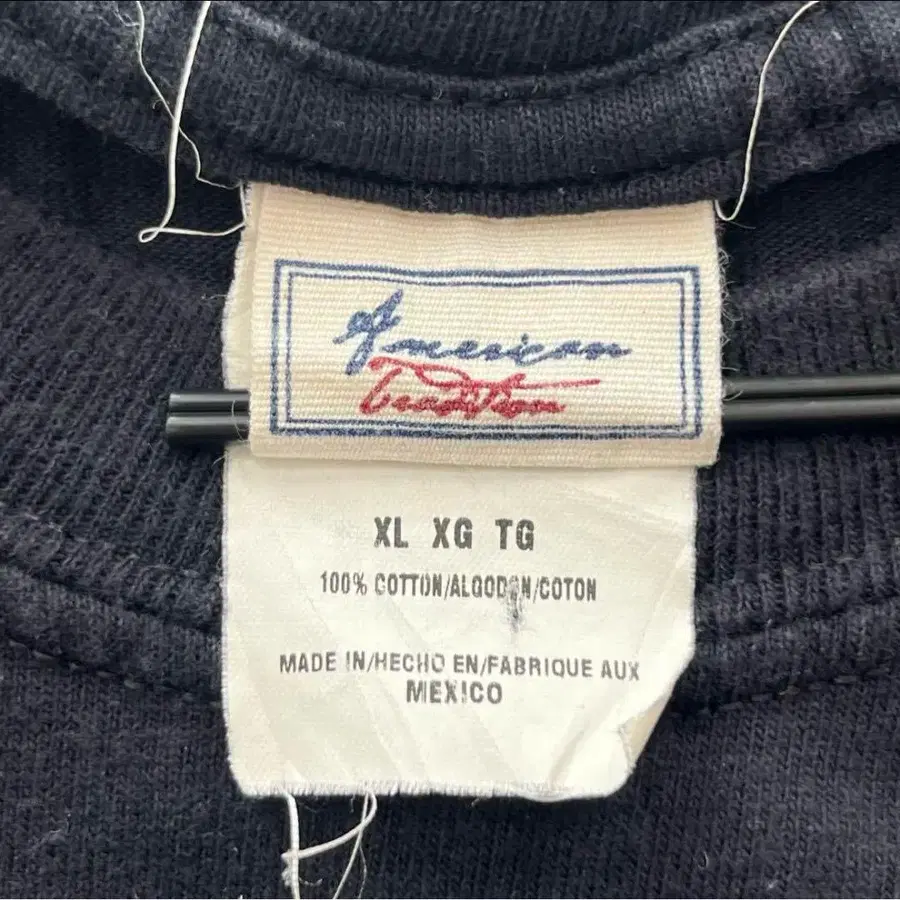 American
Tradition
XL XG TG
100% COTTON/ALGODON/COTON
MADE IN/HECHO EN/FABRIQUE AUX
MEXICO